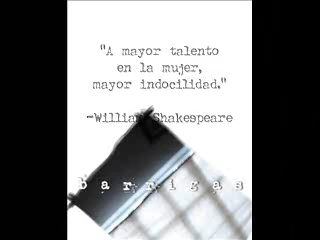 "A mayor talento
en la mujer,
mayor indocilidad."
~William Shakespeare
Barrigas